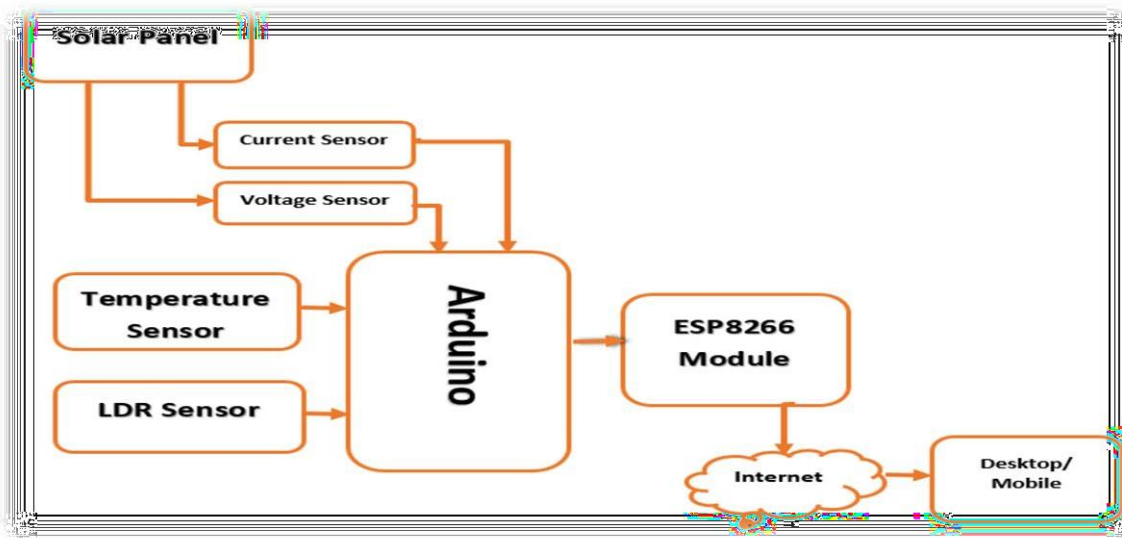 Solar Panel
Current Sensor
Voltage Sensor
Temperature
Sensor
LDR Sensor
Arduino
ESP8266
Module
Internet
Desktop/
Mobile